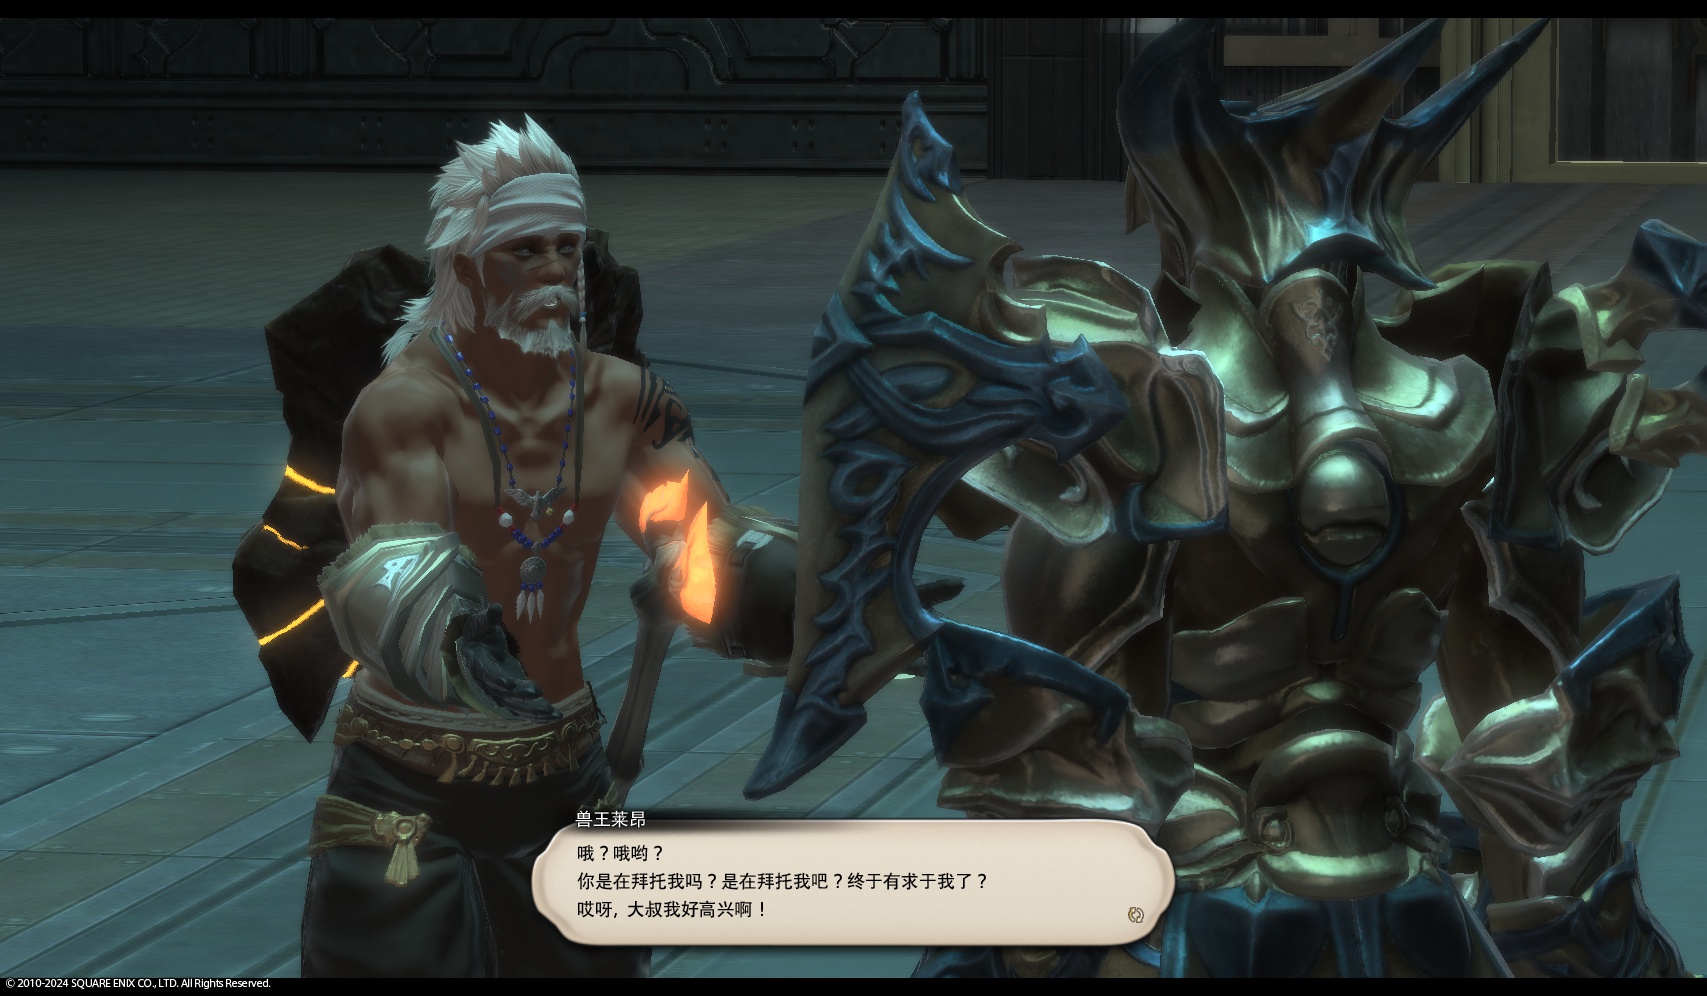 兽王莱昂
哦？哦哟？
你是在拜托我吗？是在拜托我吧？终于有求于我了？
哎呀，大叔我好高兴啊！
© 2010-2024 SQUARE ENIX CO., LTD. All Rights Reserved.